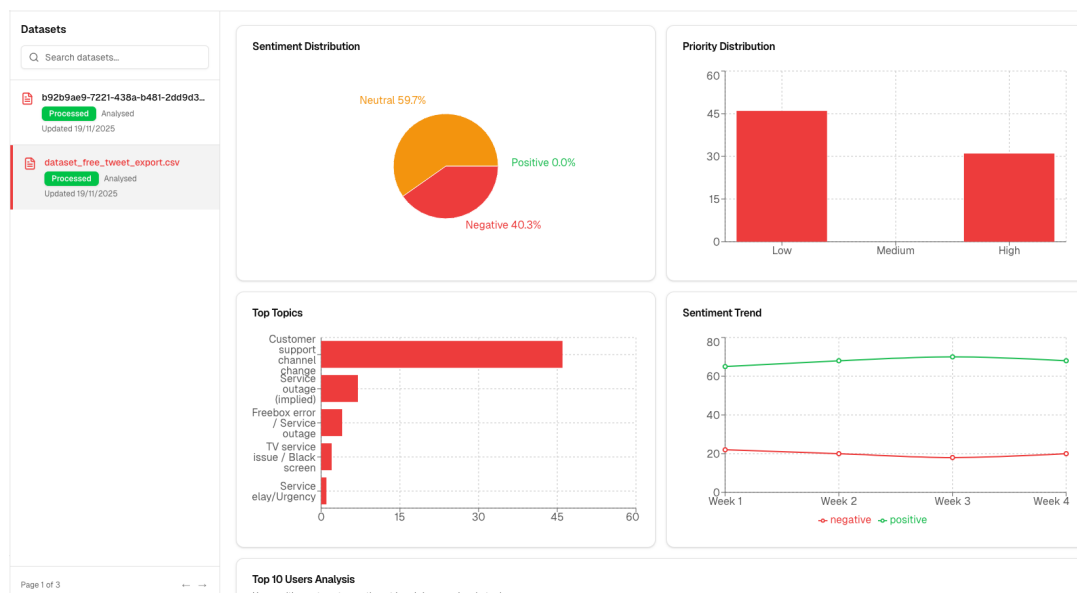 Datasets
Search datasets...
b92b9ae9-7221-438a-b481-2dd9d3...
Processed Analysed
Updated 19/11/2025
dataset_free_tweet_export.csv
Processed Analysed
Updated 19/11/2025
Page 1 of 3
← →
Sentiment Distribution
Neutral 59.7%
Positive 0.0%
Negative 40.3%
Priority Distribution
60
45
30
15
0
Low Medium High
Top Topics
Customer
support
channel
change
Service
outage
(implied)
Freebox error
/ Service
outage
TV service
issue / Black
screen
Service
elay/Urgency
0 15 30 45 60
Sentiment Trend
80
60
40
20
0
Week 1 Week 2 Week 3 Week 4
negative positive
Top 10 Users Analysis